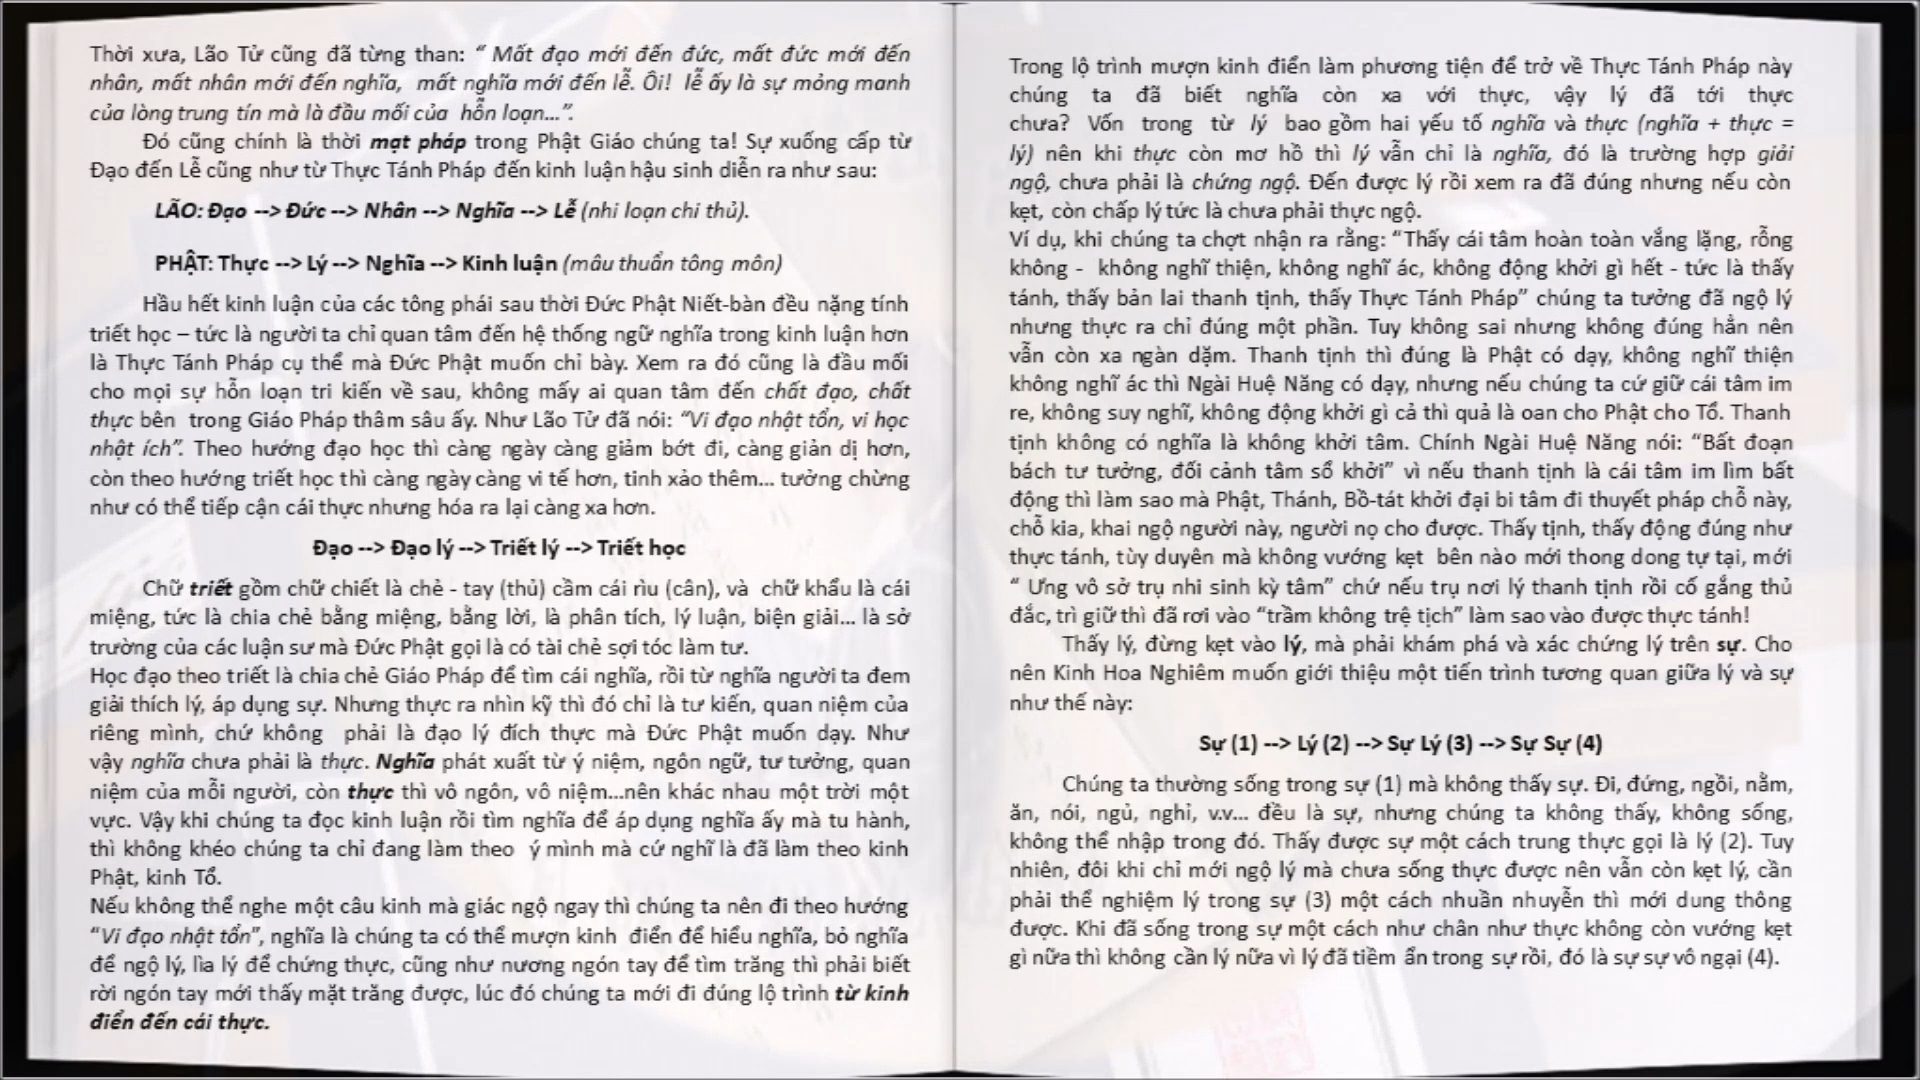 Thời xưa, Lão Tử cũng đã từng than: “ Mất đạo mới đến đức, mất đức mới đến
nhân, mất nhân mới đến nghĩa, mất nghĩa mới đến lễ. Ôi! lễ ấy là sự mỏng manh
của lòng trung tín mà là đầu mối của hỗn loạn...”.
Đó cũng chính là thời mạt pháp trong Phật Giáo chúng ta! Sự xuống cấp từ
Đạo đến Lễ cũng như từ Thực Tánh Pháp đến kinh luận hậu sinh diễn ra như sau:
LÃO: Đạo --> Đức --> Nhân --> Nghĩa --> Lễ (nhi loạn chi thủ).
PHẬT: Thực --> Lý --> Nghĩa --> Kinh luận (mâu thuẫn tông môn)
Hầu hết kinh luận của các tông phái sau thời Đức Phật Niết-bàn đều nặng tính
triết học – tức là người ta chỉ quan tâm đến hệ thống ngữ nghĩa trong kinh luận hơn
là Thực Tánh Pháp cụ thể mà Đức Phật muốn chỉ bày. Xem ra đó cũng là đầu mối
cho mọi sự hỗn loạn tri kiến về sau, không mấy ai quan tâm đến chất đạo, chất
thực bên trong Giáo Pháp thâm sâu ấy. Như Lão Tử đã nói: “Vi đạo nhật tổn, vi học
nhật ích”. Theo hướng đạo học thì càng ngày càng giảm bớt đi, càng giản dị hơn,
còn theo hướng triết học thì càng ngày càng vi tế hơn, tinh xảo thêm... tưởng chừng
như có thể tiếp cận cái thực nhưng hóa ra lại càng xa hơn.
Đạo --> Đạo lý --> Triết lý --> Triết học
Chữ triết gồm chữ chiết là chẻ - tay (thủ) cầm cái rìu (cân), và chữ khẩu là cái
miệng, tức là chia chẻ bằng miệng, bằng lời, là phân tích, lý luận, biện giải... là sở
trường của các luận sư mà Đức Phật gọi là có tài chẻ sợi tóc làm tư.
Học đạo theo triết là chia chẻ Giáo Pháp để tìm cái nghĩa, rồi từ nghĩa người ta đem
giải thích lý, áp dụng sự. Nhưng thực ra nhìn kỹ thì đó chỉ là tư kiến, quan niệm của
riêng mình, chứ không phải là đạo lý đích thực mà Đức Phật muốn dạy. Như
vậy nghĩa chưa phải là thực. Nghĩa phát xuất từ ý niệm, ngôn ngữ, tư tưởng, quan
niệm của mỗi người, còn thực thì vô ngôn, vô niệm...nên khác nhau một trời một
vực. Vậy khi chúng ta đọc kinh luận rồi tìm nghĩa để áp dụng nghĩa ấy mà tu hành,
thì không khéo chúng ta chỉ đang làm theo ý mình mà cứ nghĩ là đã làm theo kinh
Phật, kinh Tổ.
Nếu không thể nghe một câu kinh mà giác ngộ ngay thì chúng ta nên đi theo hướng
“Vi đạo nhật tổn”, nghĩa là chúng ta có thể mượn kinh điển để hiểu nghĩa, bỏ nghĩa
để ngộ lý, lìa lý để chứng thực, cũng như nương ngón tay để tìm trăng thì phải biết
rời ngón tay mới thấy mặt trăng được, lúc đó chúng ta mới đi đúng lộ trình từ kinh
điển đến cái thực.
Trong lộ trình mượn kinh điển làm phương tiện để trở về Thực Tánh Pháp này
chúng ta đã biết nghĩa còn xa với thực, vậy lý đã tới thực
chưa? Vốn trong từ lý bao gồm hai yếu tố nghĩa và thực (nghĩa + thực =
lý) nên khi thực còn mơ hồ thì lý vẫn chỉ là nghĩa, đó là trường hợp giải
ngộ, chưa phải là chứng ngộ. Đến được lý rồi xem ra đã đúng nhưng nếu còn
kẹt, còn chấp lý tức là chưa phải thực ngộ.
Ví dụ, khi chúng ta chợt nhận ra rằng: “Thấy cái tâm hoàn toàn vắng lặng, rỗng
không - không nghĩ thiện, không nghĩ ác, không động khởi gì hết - tức là thấy
tánh, thấy bản lai thanh tịnh, thấy Thực Tánh Pháp” chúng ta tưởng đã ngộ lý
nhưng thực ra chỉ đúng một phần. Tuy không sai nhưng không đúng hẳn nên
vẫn còn xa ngàn dặm. Thanh tịnh thì đúng là Phật có dạy, không nghĩ thiện
không nghĩ ác thì Ngài Huệ Năng có dạy, nhưng nếu chúng ta cứ giữ cái tâm im
re, không suy nghĩ, không động khởi gì cả thì quả là oan cho Phật cho Tổ. Thanh
tịnh không có nghĩa là không khởi tâm. Chính Ngài Huệ Năng nói: “Bất đoạn
bách tư tưởng, đối cảnh tâm sổ khởi” vì nếu thanh tịnh là cái tâm im lìm bất
động thì làm sao mà Phật, Thánh, Bồ-tát khởi đại bi tâm đi thuyết pháp chỗ này,
chỗ kia, khai ngộ người này, người nọ cho được. Thấy tịnh, thấy động đúng như
thực tánh, tùy duyên mà không vướng kẹt bên nào mới thong dong tự tại, mới
“ Ưng vô sở trụ nhi sinh kỳ tâm” chứ nếu trụ nơi lý thanh tịnh rồi cố gắng thủ
đắc, trì giữ thì đã rơi vào “trầm không trệ tịch” làm sao vào được thực tánh!
Thấy lý, đừng kẹt vào lý, mà phải khám phá và xác chứng lý trên sự. Cho
nên Kinh Hoa Nghiêm muốn giới thiệu một tiến trình tương quan giữa lý và sự
như thế này:
Sự (1) --> Lý (2) --> Sự Lý (3) --> Sự Sự (4)
Chúng ta thường sống trong sự (1) mà không thấy sự. Đi, đứng, ngồi, nằm,
ăn, nói, ngủ, nghỉ, v.v... đều là sự, nhưng chúng ta không thấy, không sống,
không thể nhập trong đó. Thấy được sự một cách trung thực gọi là lý (2). Tuy
nhiên, đôi khi chỉ mới ngộ lý mà chưa sống thực được nên vẫn còn kẹt lý, cần
phải thể nghiệm lý trong sự (3) một cách nhuần nhuyễn thì mới dung thông
được. Khi đã sống trong sự một cách như chân như thực không còn vướng kẹt
gì nữa thì không cần lý nữa vì lý đã tiềm ẩn trong sự rồi, đó là sự sự vô ngại (4).